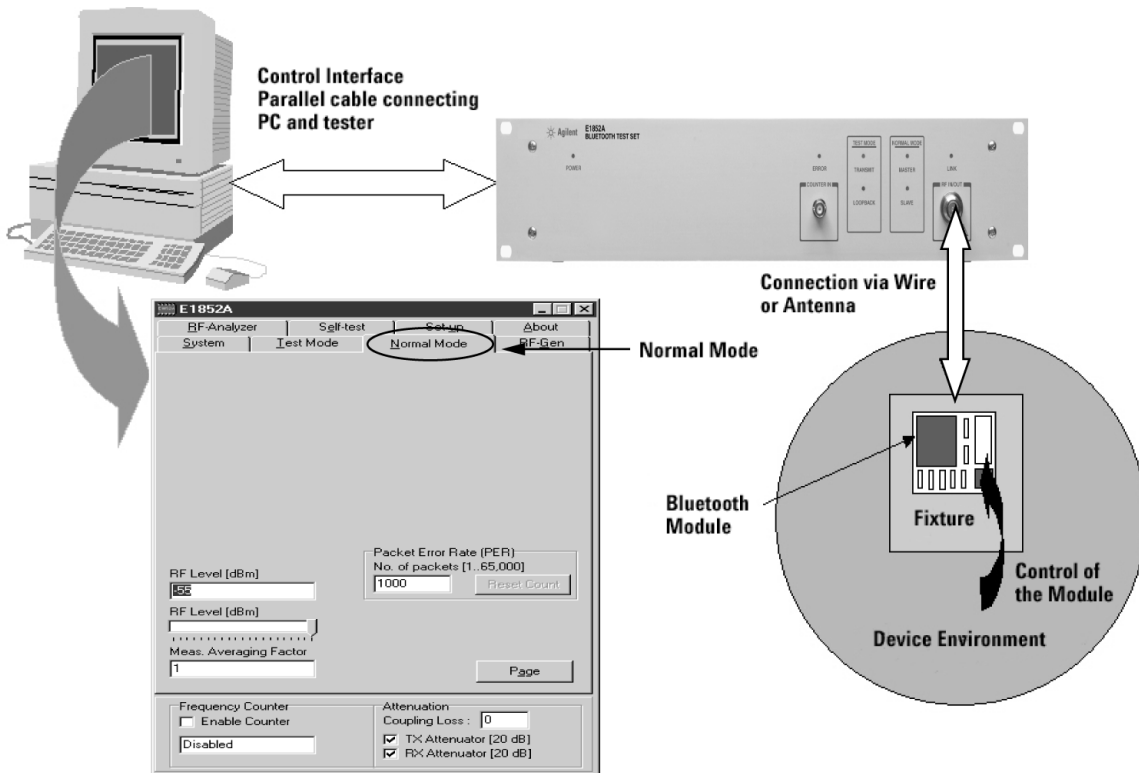 Control Interface
Parallel cable connecting
PC and tester
Agilent E1852A
BLUETOOTH TEST SET
POWER
ERROR
COUNTER IN
TEST MODE
TRANSMIT
LOOPBACK
NORMAL MODE
MASTER
SLAVE
LINK
RF IN/OUT
Connection via Wire
or Antenna
E1852A
RF-Analyzer
Self-test
Set-up
About
System
Test Mode
Normal Mode
RF-Gen
Normal Mode
Packet Error Rate (PER)
No. of packets [1..65,000]
1000
Reset Count
RF Level [dBm]
-55
RF Level [dBm]
Meas. Averaging Factor
1
Page
Frequency Counter
Enable Counter
Disabled
Attenuation
Coupling Loss : 0
TX Attenuator [20 dB]
RX Attenuator [20 dB]
Bluetooth
Module
Fixture
Control of
the Module
Device Environment